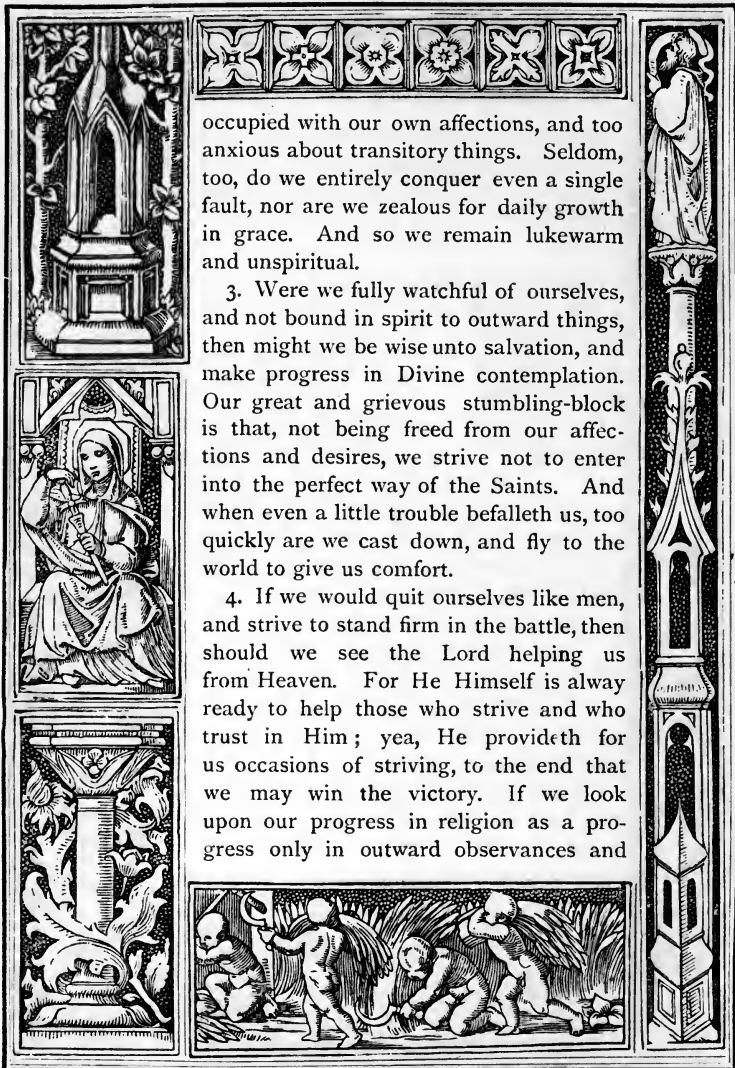 occupied with our own affections, and too
anxious about transitory things. Seldom,
too, do we entirely conquer even a single
fault, nor are we zealous for daily growth
in grace. And so we remain lukewarm
and unspiritual.
3. Were we fully watchful of ourselves,
and not bound in spirit to outward things,
then might we be wise unto salvation, and
make progress in Divine contemplation.
Our great and grievous stumbling-block
is that, not being freed from our affec-
tions and desires, we strive not to enter
into the perfect way of the Saints. And
when even a little trouble befalleth us, too
quickly are we cast down, and fly to the
world to give us comfort.
4. If we would quit ourselves like men,
and strive to stand firm in the battle, then
should we see the Lord helping us
from Heaven. For He Himself is alway
ready to help those who strive and who
trust in Him; yea, He provideth for
us occasions of striving, to the end that
we may win the victory. If we look
upon our progress in religion as a pro-
gress only in outward observances and